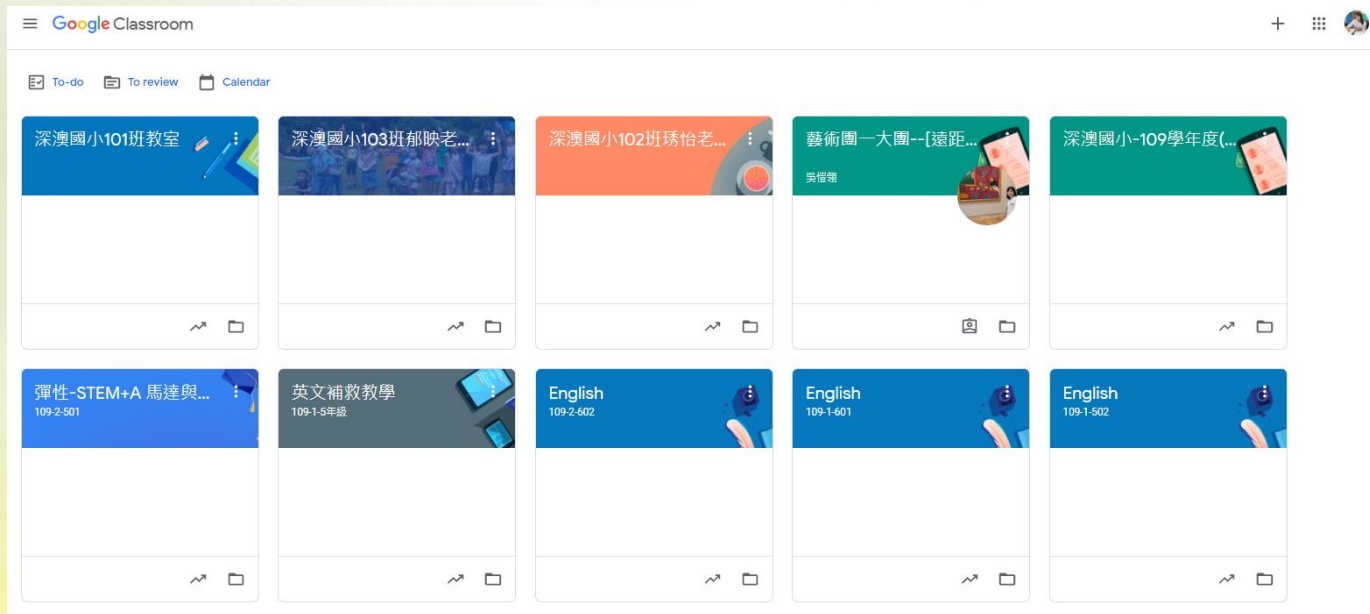 Google Classroom
To-do To review Calendar
深澳國小101班教室
深澳國小103班郁映老...
深澳國小102班琇怡老...
藝術團一大團--[遠距...
吳愷翎
深澳國小-109學年度(...
彈性-STEM+A 馬達與...
109-2-501
英文補救教學
109-1-5年級
English
109-2-602
English
109-1-601
English
109-1-502